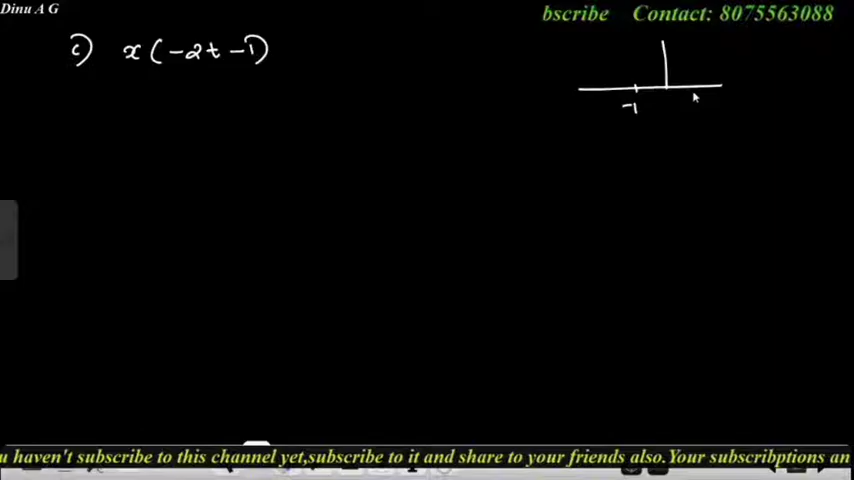 Dinu A G
bscribe Contact: 8075563088
c) x(-2t-1)
-1
u haven't subscribe to this channel yet,subscribe to it and share to your friends also.Your subscribptions an